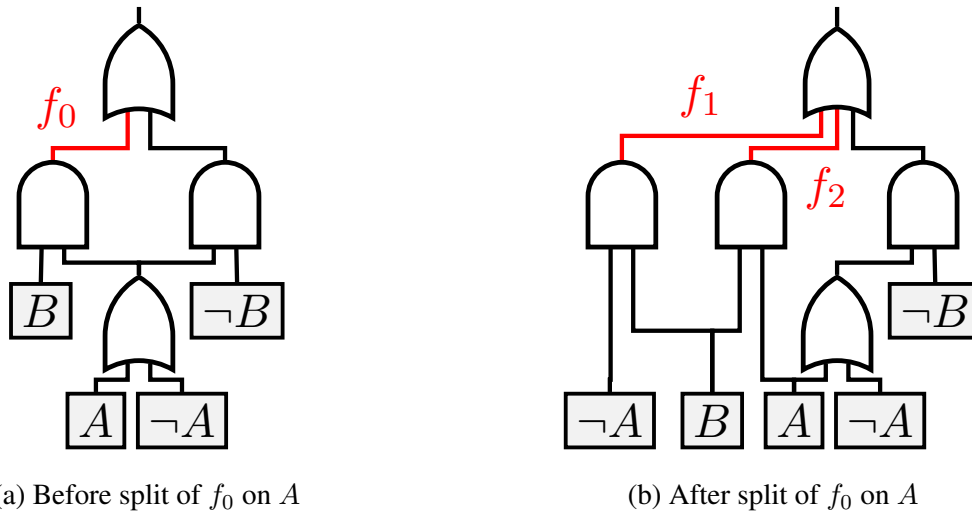 f₀
B
¬B
A
¬A
a) Before split of f₀ on A
f₁
f₂
¬B
¬A
B
A
¬A
(b) After split of f₀ on A